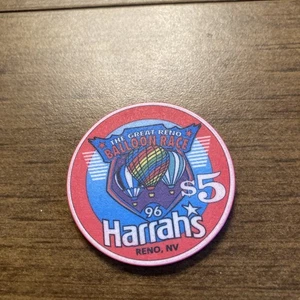 THE GREAT RENO
BALLOON RACE
$5
96
Harrah's
RENO, NV